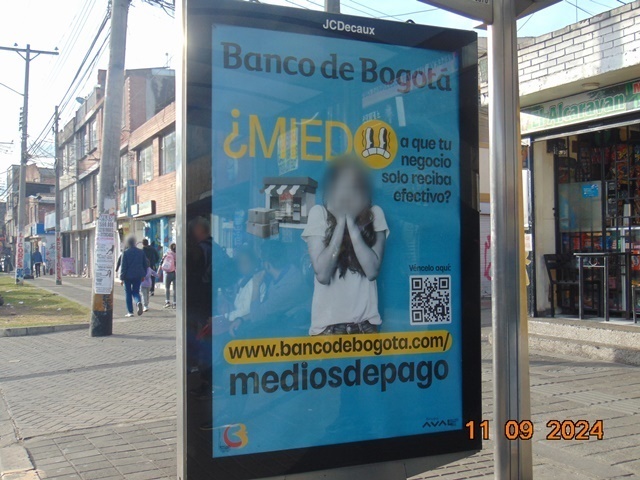 JCDecaux
Banco de Bogotá
¿MIEDO
a que tu
negocio
solo reciba
efectivo?
Véncelo aquí:
www.bancodebogota.com/
mediosdepago
AVAL
11 09 2024